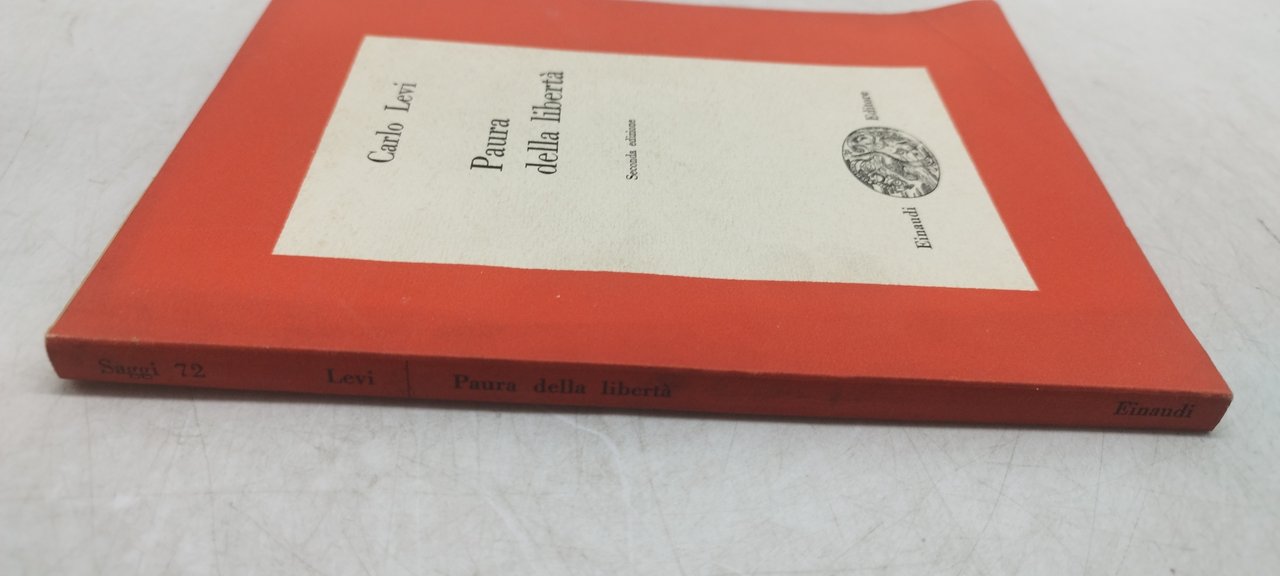 Carlo Levi
Paura
della libertà
Seconda edizione
Einaudi Editore
Saggi 72 Levi Paura della libertà Einaudi